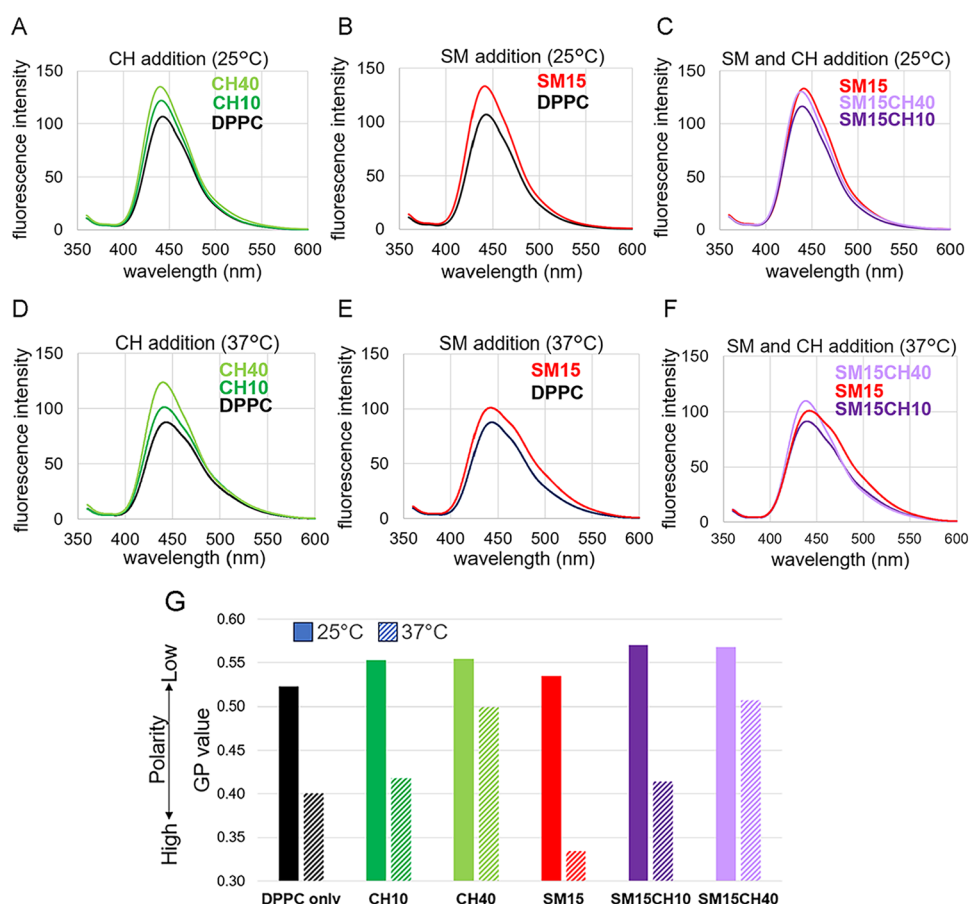 A
CH addition (25°C)
fluorescence intensity
150
100
50
0
CH40
CH10
DPPC
350 400 450 500 550 600
wavelength (nm)
B
SM addition (25°C)
fluorescence intensity
150
100
50
0
SM15
DPPC
350 400 450 500 550 600
wavelength (nm)
C
SM and CH addition (25°C)
fluorescence intensity
150
100
50
0
SM15
SM15CH40
SM15CH10
350 400 450 500 550 600
wavelength (nm)
D
CH addition (37°C)
fluorescence intensity
150
100
50
0
CH40
CH10
DPPC
350 400 450 500 550 600
wavelength (nm)
E
SM addition (37°C)
fluorescence intensity
150
100
50
0
SM15
DPPC
350 400 450 500 550 600
wavelength (nm)
F
SM and CH addition (37°C)
fluorescence intensity
150
100
50
0
SM15CH40
SM15
SM15CH10
350 400 450 500 550 600
wavelength (nm)
G
High Polarity Low
GP value
0.60
0.55
0.50
0.45
0.40
0.35
0.30
25°C 37°C
DPPC only CH10 CH40 SM15 SM15CH10 SM15CH40